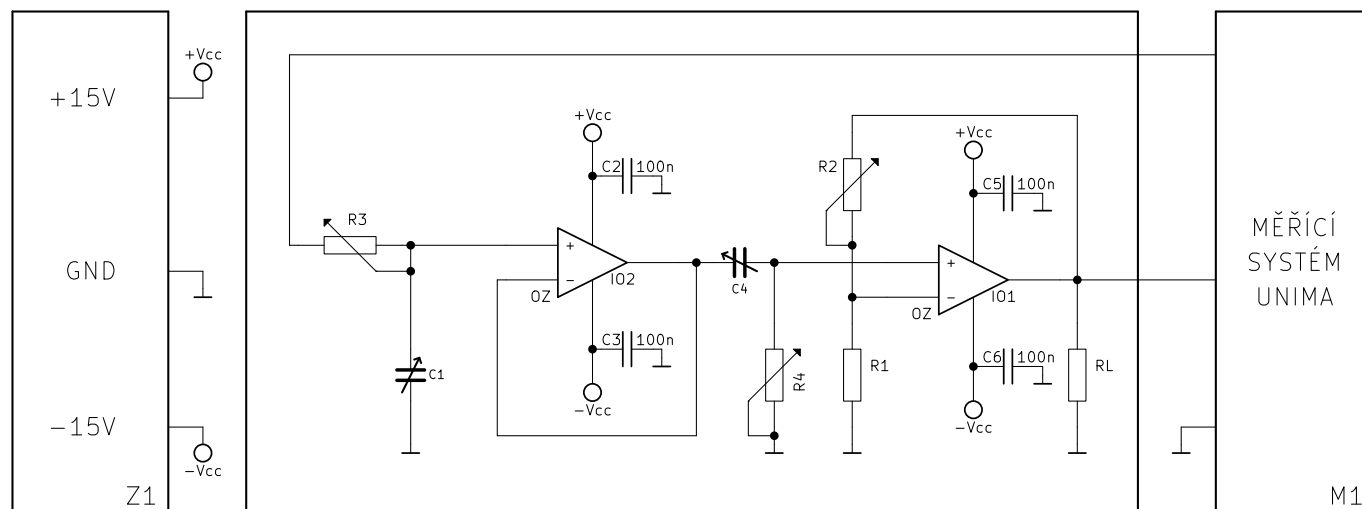 +15V
GND
-15V
Z1
+Vcc
-Vcc
R3
C1
+Vcc
C2 100n
+
-
IO2
OZ
C3 100n
-Vcc
C4
R4
R2
R1
+Vcc
C5 100n
+
-
IO1
OZ
C6 100n
-Vcc
RL
MĚŘÍCÍ
SYSTÉM
UNIMA
M1